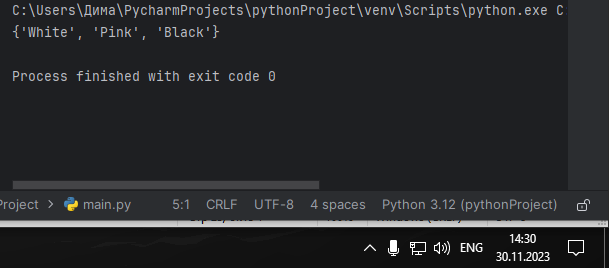 C:\Users\Дима\PycharmProjects\pythonProject\venv\Scripts\python.exe C
{'White', 'Pink', 'Black'}
Process finished with exit code 0
Project > main.py 5:1 CRLF UTF-8 4 spaces Python 3.12 (pythonProject)
ENG 14:30
30.11.2023